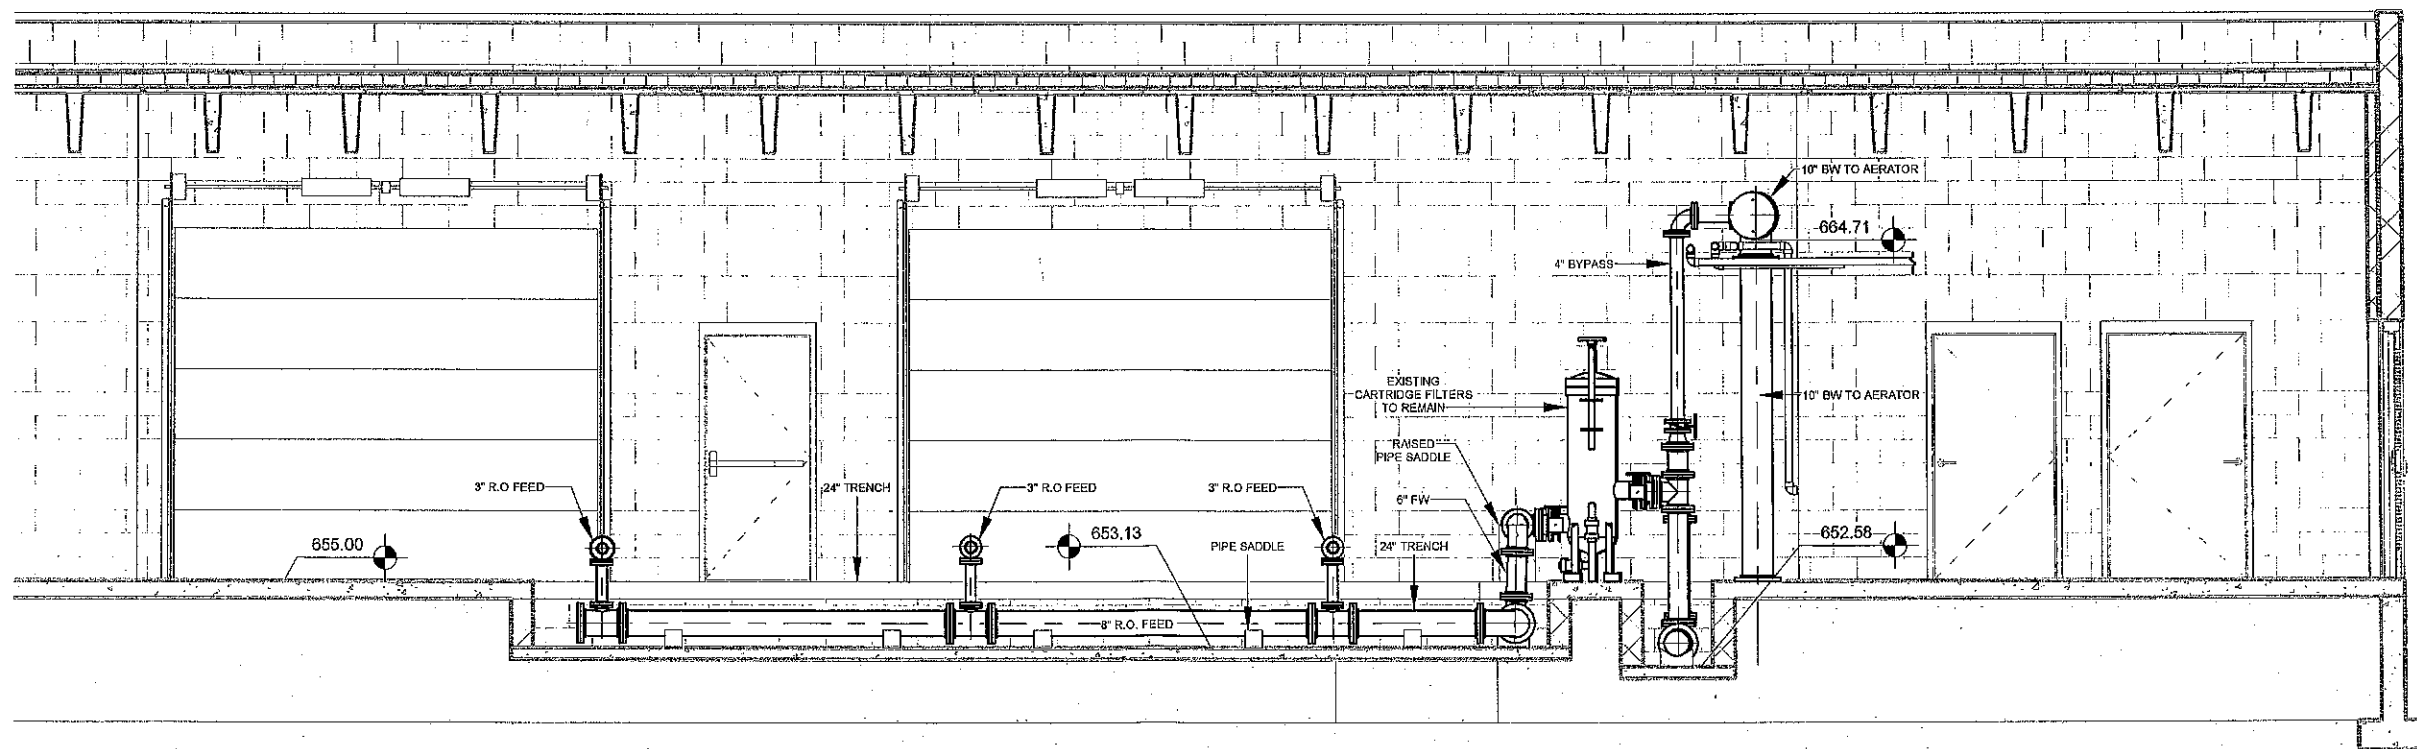 10" BW TO AERATOR
664.71
4" BYPASS
EXISTING
CARTRIDGE FILTERS
TO REMAIN
10" BW TO AERATOR
RAISED
PIPE SADDLE
3" R.O FEED
24" TRENCH
3" R.O FEED
3" R.O FEED
6" FW
655.00
653.13
PIPE SADDLE
24" TRENCH
652.58
8" R.O. FEED